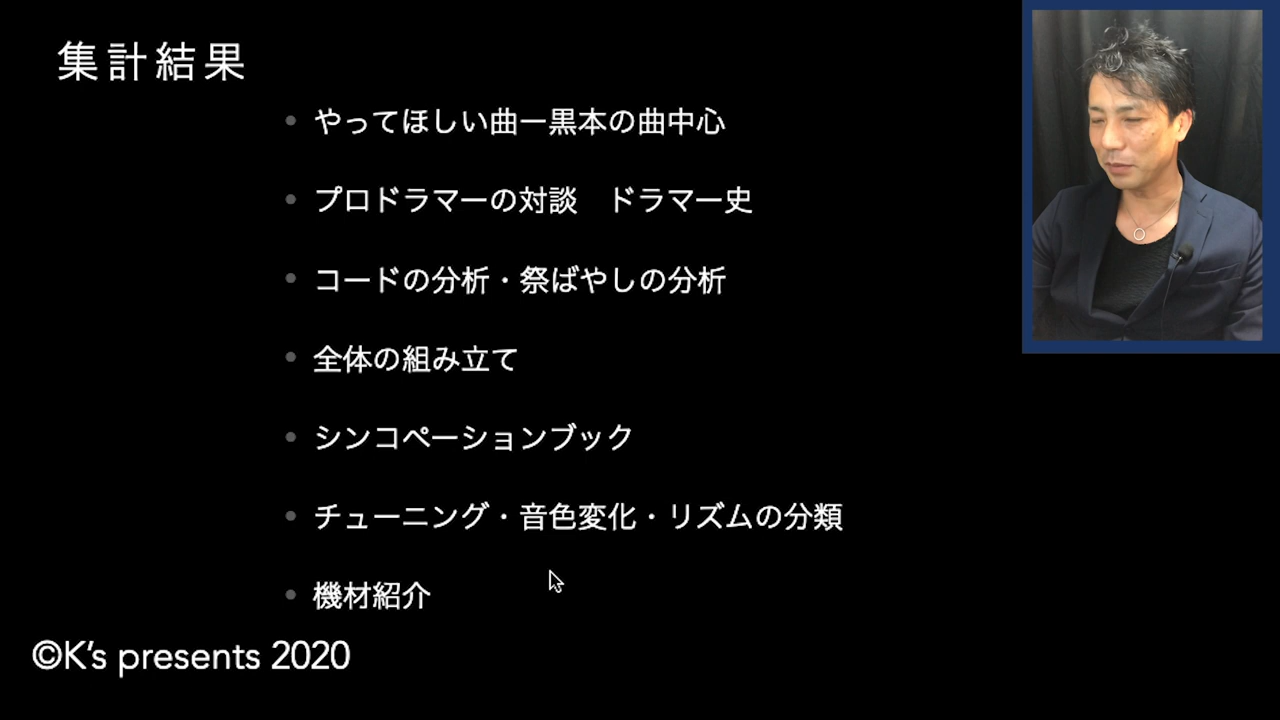 集計結果
やってほしい曲ー黒本の曲中心
プロドラマーの対談　ドラマー史
コードの分析・祭ばやしの分析
全体の組み立て
シンコペーションブック
チューニング・音色変化・リズムの分類
機材紹介
©K's presents 2020